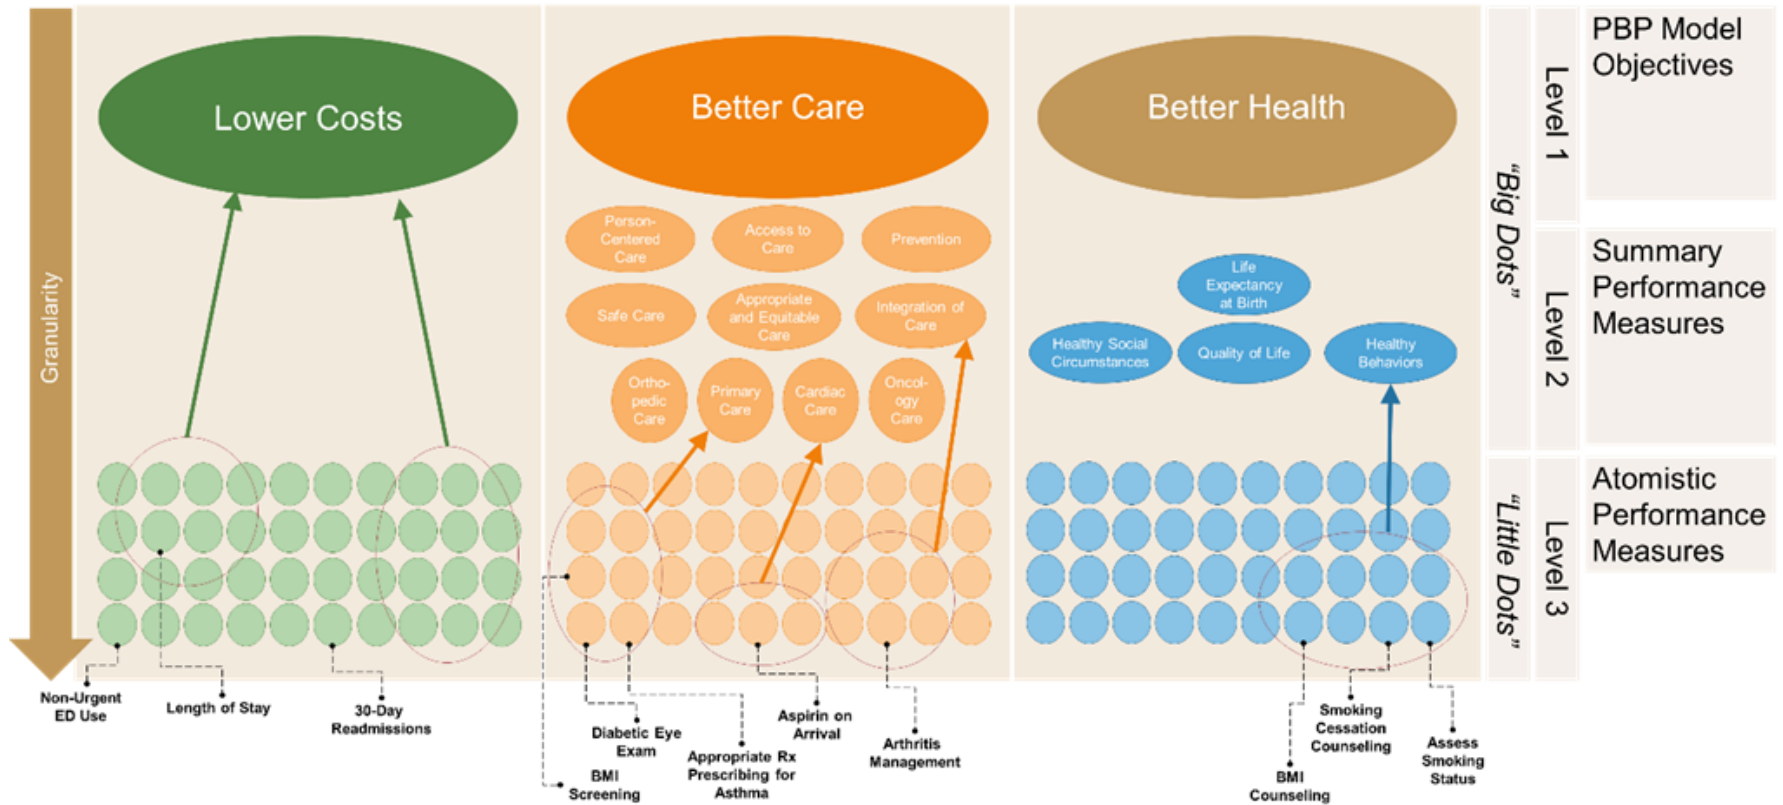 Granularity
Lower Costs
Better Care
Better Health
Person-
Centered
Care
Access to
Care
Prevention
Safe Care
Appropriate
and Equitable
Care
Integration of
Care
Ortho-
pedic
Care
Primary
Care
Cardiac
Care
Oncol-
ogy
Care
Life
Expectancy
at Birth
Healthy Social
Circumstances
Quality of Life
Healthy
Behaviors
"Big Dots"
"Little Dots"
Level 1
Level 2
Level 3
PBP Model
Objectives
Summary
Performance
Measures
Atomistic
Performance
Measures
Non-Urgent
ED Use
Length of Stay
30-Day
Readmissions
BMI
Screening
Diabetic Eye
Exam
Appropriate Rx
Prescribing for
Asthma
Aspirin on
Arrival
Arthritis
Management
BMI
Counseling
Smoking
Cessation
Counseling
Assess
Smoking
Status